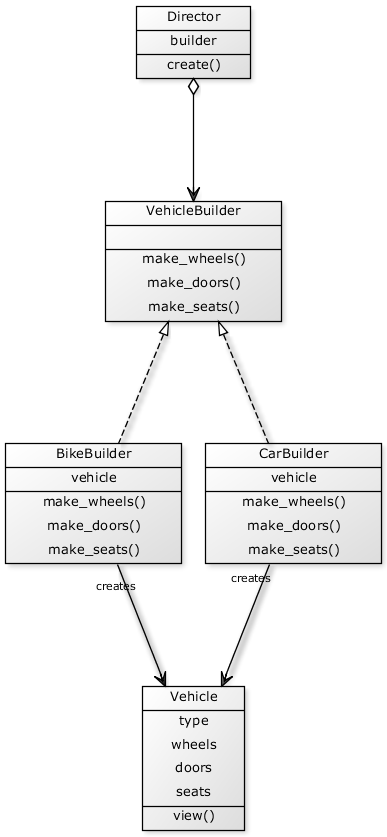 Director
builder
create()
VehicleBuilder
make_wheels()
make_doors()
make_seats()
BikeBuilder
vehicle
make_wheels()
make_doors()
make_seats()
CarBuilder
vehicle
make_wheels()
make_doors()
make_seats()
creates
creates
Vehicle
type
wheels
doors
seats
view()